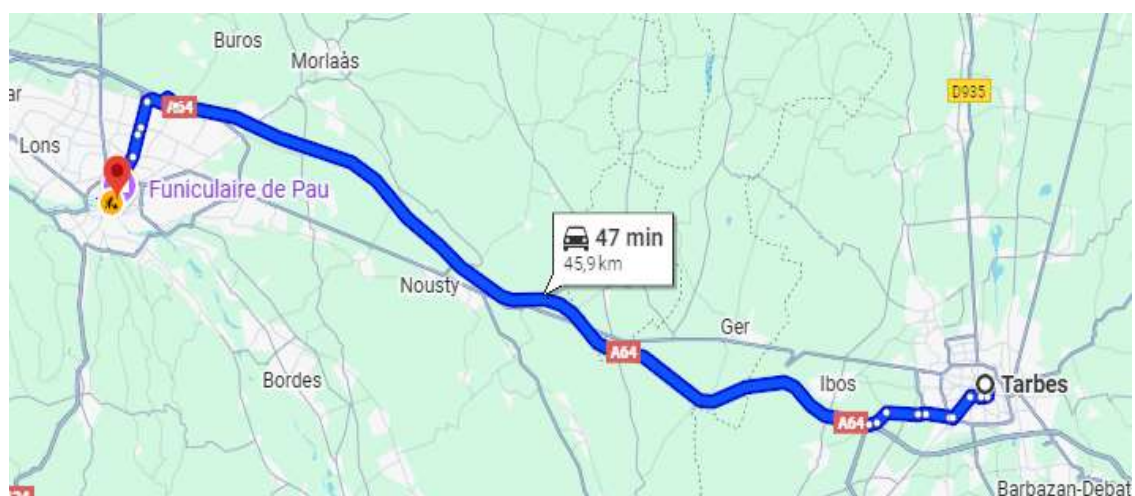 Buros
Morlaàs
ar
A64
D935
Lons
Funiculaire de Pau
47 min
45,9 km
Nousty
Ger
A64
Bordes
Ibos
Tarbes
A64
Barbazan-Debat